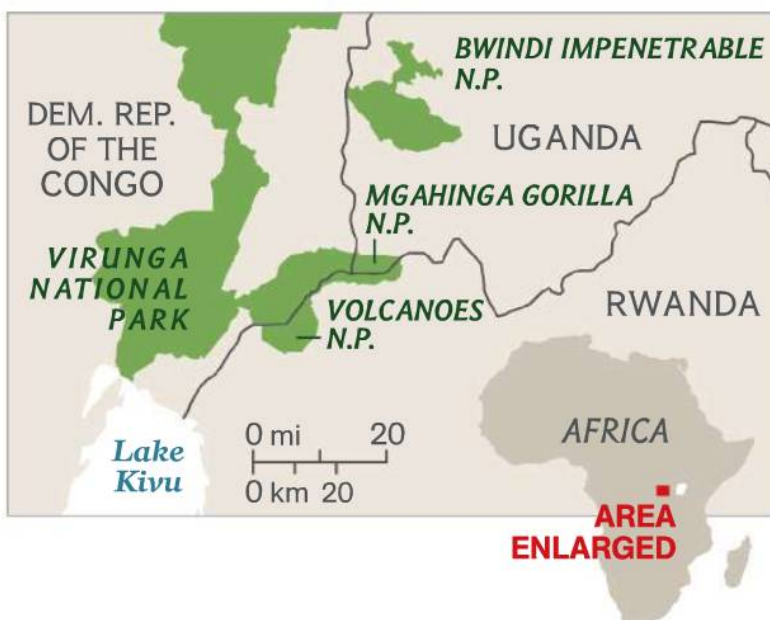 BWINDI IMPENETRABLE
N.P.
DEM. REP.
OF THE
CONGO
UGANDA
MGAHINGA GORILLA
N.P.
VIRUNGA
NATIONAL
PARK
RWANDA
VOLCANOES
N.P.
AFRICA
0 mi 20
0 km 20
Lake
Kivu
AREA
ENLARGED